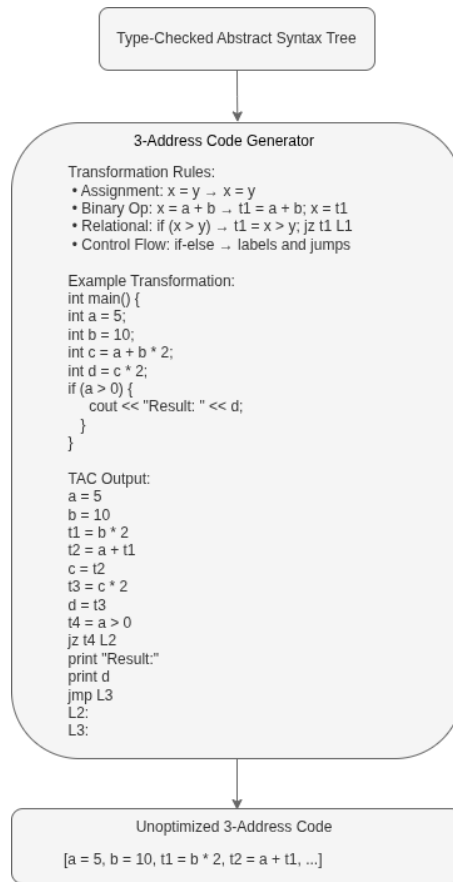 Type-Checked Abstract Syntax Tree
3-Address Code Generator
Transformation Rules:
• Assignment: x = y → x = y
• Binary Op: x = a + b → t1 = a + b; x = t1
• Relational: if (x > y) → t1 = x > y; jz t1 L1
• Control Flow: if-else → labels and jumps
Example Transformation:
int main() {
int a = 5;
int b = 10;
int c = a + b * 2;
int d = c * 2;
if (a > 0) {
cout << "Result: " << d;
}
}
TAC Output:
a = 5
b = 10
t1 = b * 2
t2 = a + t1
c = t2
t3 = c * 2
d = t3
t4 = a > 0
jz t4 L2
print "Result:"
print d
jmp L3
L2:
L3:
Unoptimized 3-Address Code
[a = 5, b = 10, t1 = b * 2, t2 = a + t1, ...]